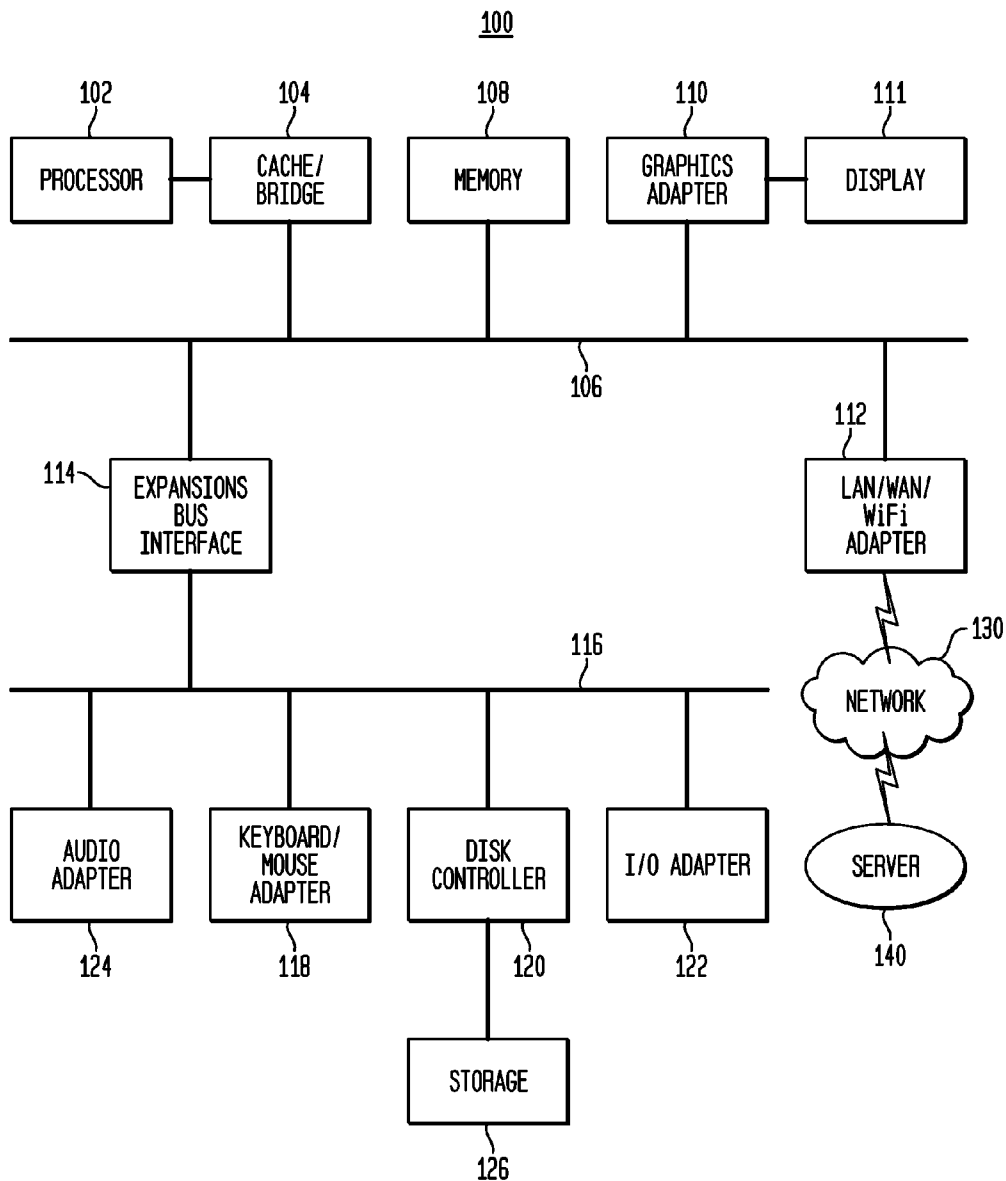 100
102
104
108
110
111
PROCESSOR
CACHE/
BRIDGE
MEMORY
GRAPHICS
ADAPTER
DISPLAY
106
114
EXPANSIONS
BUS
INTERFACE
112
LAN/WAN/
WiFi
ADAPTER
116
130
NETWORK
AUDIO
ADAPTER
KEYBOARD/
MOUSE
ADAPTER
DISK
CONTROLLER
I/O ADAPTER
SERVER
124
118
120
122
140
STORAGE
126